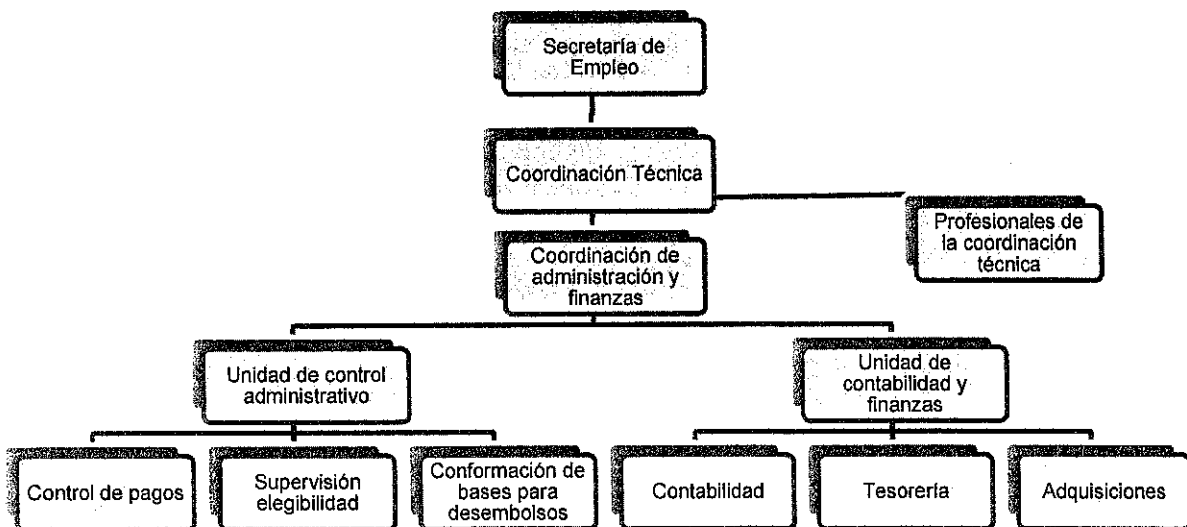 Secretaría de
Empleo
Coordinación Técnica
Profesionales de
la coordinación
técnica
Coordinación de
administración y
finanzas
Unidad de control
administrativo
Unidad de
contabilidad y
finanzas
Control de pagos
Supervisión
elegibilidad
Conformación de
bases para
desembolsos
Contabilidad
Tesorería
Adquisiciones